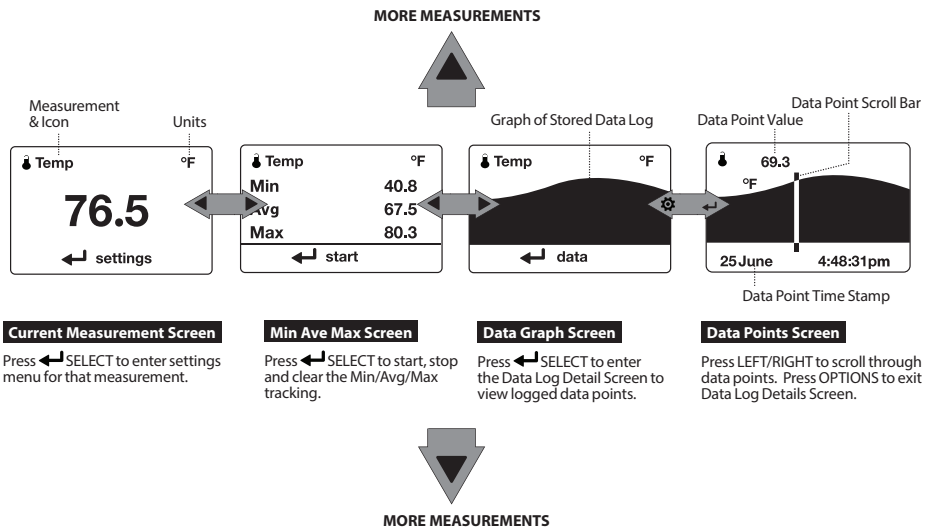 MORE MEASUREMENTS
Measurement
& Icon
Units
Graph of Stored Data Log
Data Point Value
Data Point Scroll Bar
Temp °F
76.5
settings
Temp °F
Min 40.8
Avg 67.5
Max 80.3
start
Temp °F
data
69.3
°F
25 June 4:48:31pm
Data Point Time Stamp
Current Measurement Screen
Press SELECT to enter settings
menu for that measurement.
Min Ave Max Screen
Press SELECT to start, stop
and clear the Min/Avg/Max
tracking.
Data Graph Screen
Press SELECT to enter
the Data Log Detail Screen to
view logged data points.
Data Points Screen
Press LEFT/RIGHT to scroll through
data points. Press OPTIONS to exit
Data Log Details Screen.
MORE MEASUREMENTS